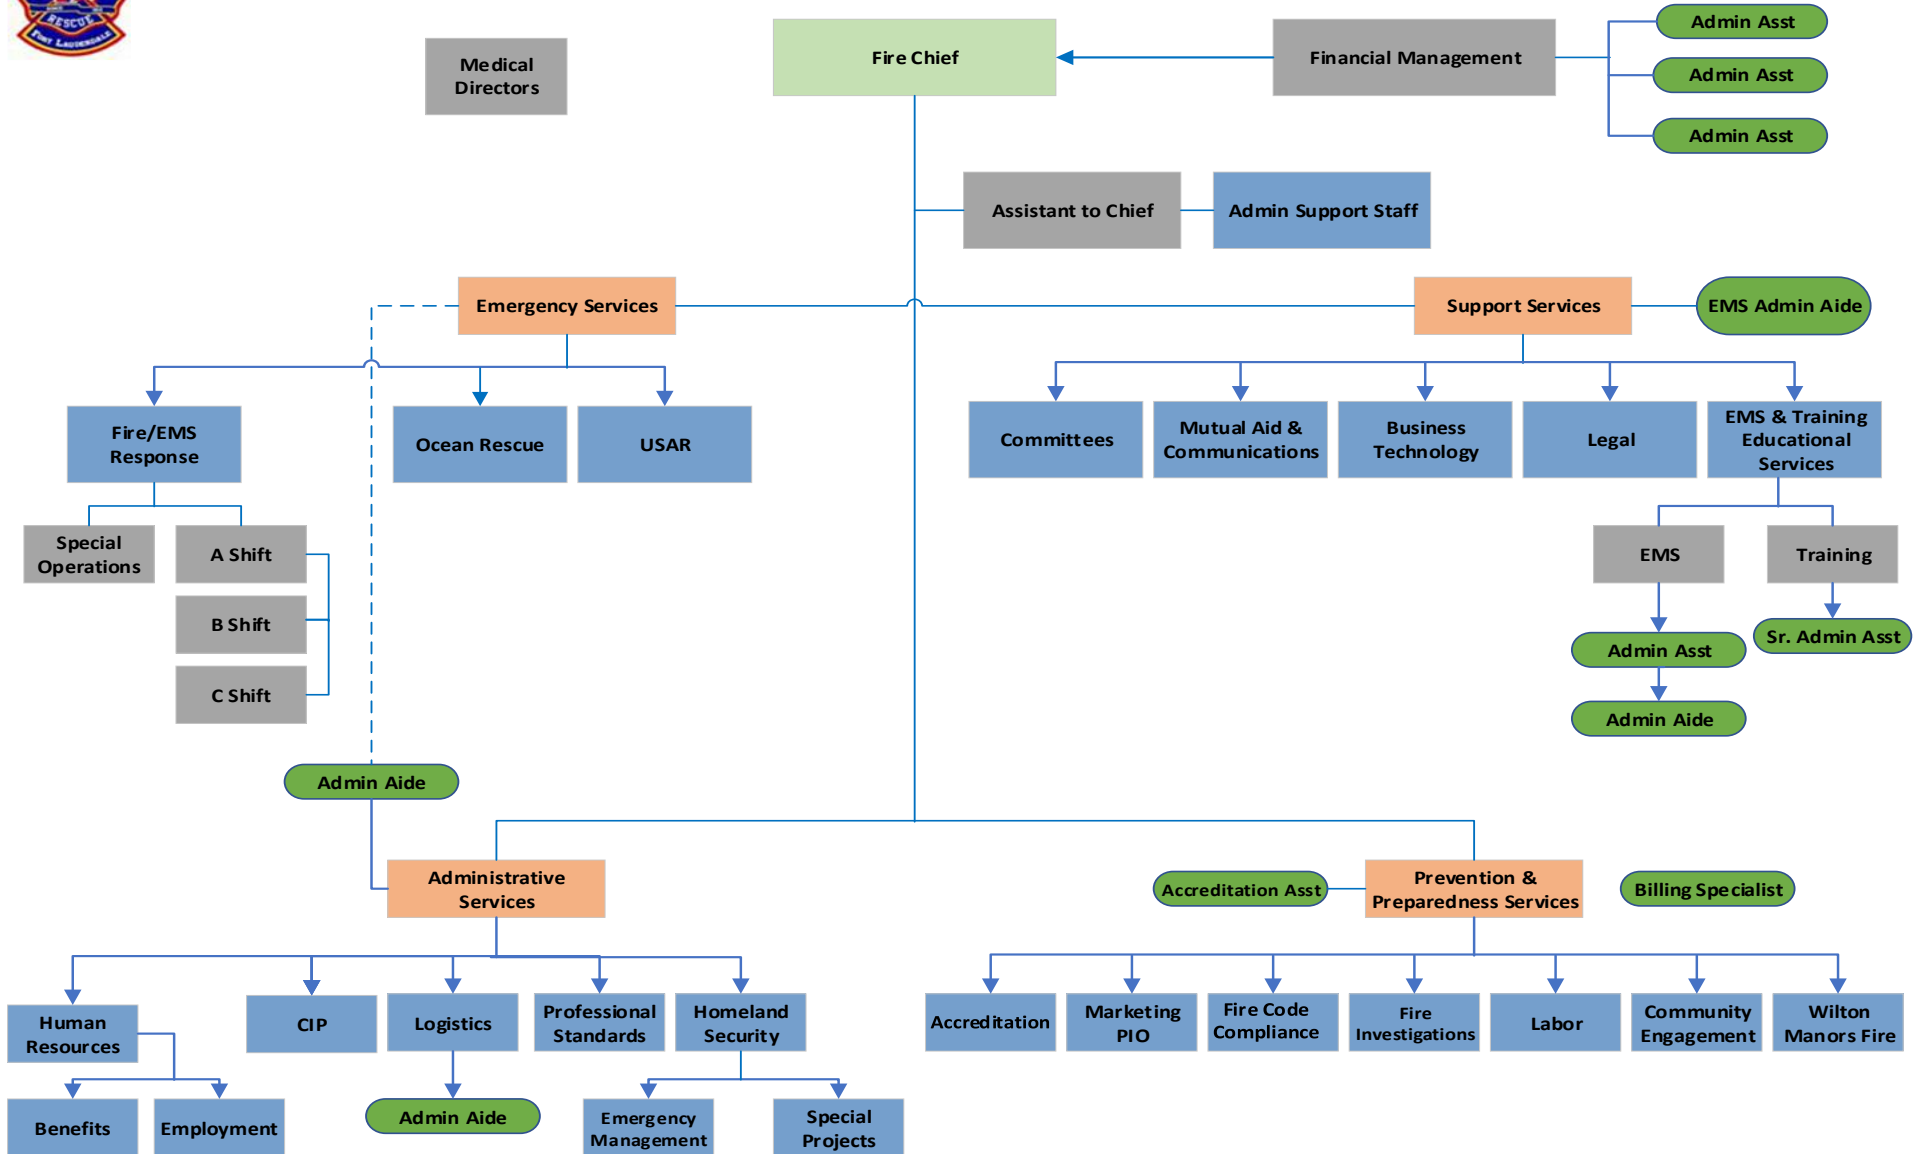 RESCUE
FORT LAUDERDALE
Medical
Directors
Fire Chief
Financial Management
Admin Asst
Admin Asst
Admin Asst
Assistant to Chief
Admin Support Staff
Emergency Services
Support Services
EMS Admin Aide
Fire/EMS
Response
Ocean Rescue
USAR
Committees
Mutual Aid &
Communications
Business
Technology
Legal
EMS & Training
Educational
Services
Special
Operations
A Shift
B Shift
C Shift
EMS
Training
Admin Asst
Sr. Admin Asst
Admin Aide
Admin Aide
Administrative
Services
Accreditation Asst
Prevention &
Preparedness Services
Billing Specialist
Human
Resources
CIP
Logistics
Professional
Standards
Homeland
Security
Accreditation
Marketing
PIO
Fire Code
Compliance
Fire
Investigations
Labor
Community
Engagement
Wilton
Manors Fire
Benefits
Employment
Admin Aide
Emergency
Management
Special
Projects